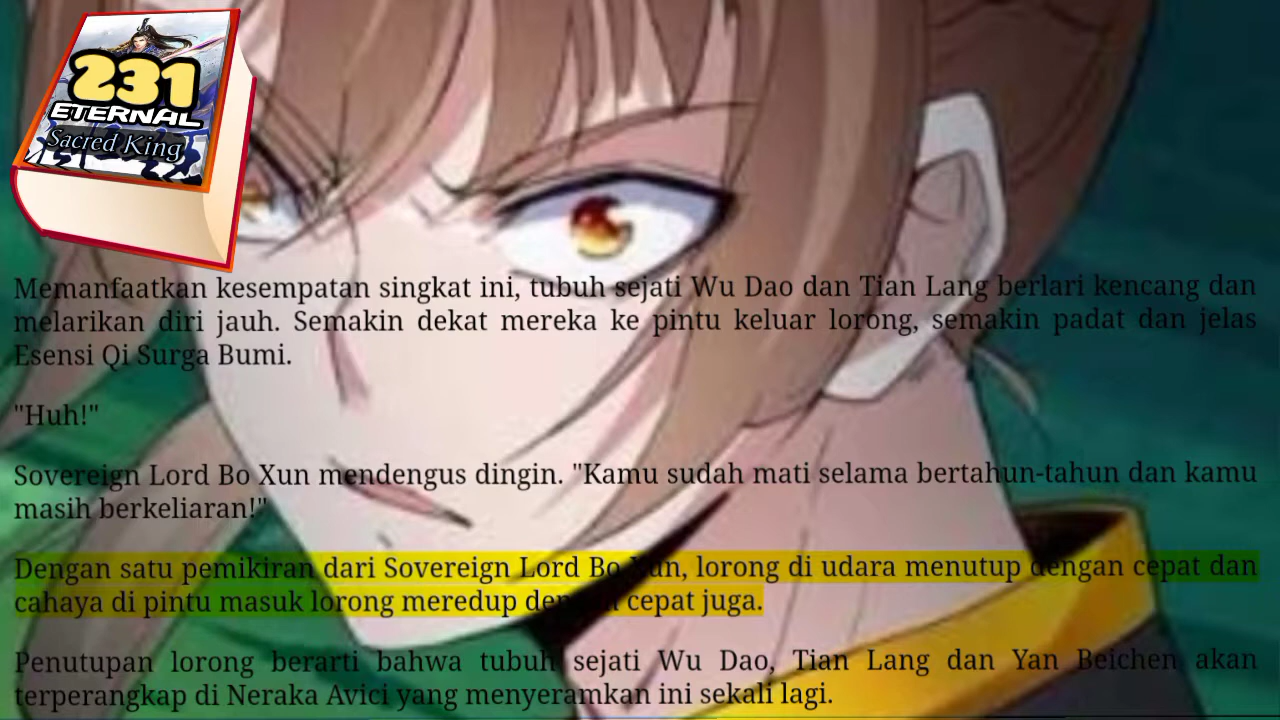 231
ETERNAL
Sacred King
Memanfaatkan kesempatan singkat ini, tubuh sejati Wu Dao dan Tian Lang berlari kencang dan
melarikan diri jauh. Semakin dekat mereka ke pintu keluar lorong, semakin padat dan jelas
Esensi Qi Surga Bumi.
"Huh!"
Sovereign Lord Bo Xun mendengus dingin. "Kamu sudah mati selama bertahun-tahun dan kamu
masih berkeliaran!"
Dengan satu pemikiran dari Sovereign Lord Bo Xun, lorong di udara menutup dengan cepat dan
cahaya di pintu masuk lorong meredup dengan cepat juga.
Penutupan lorong berarti bahwa tubuh sejati Wu Dao, Tian Lang dan Yan Beichen akan
terperangkap di Neraka Avici yang menyeramkan ini sekali lagi.